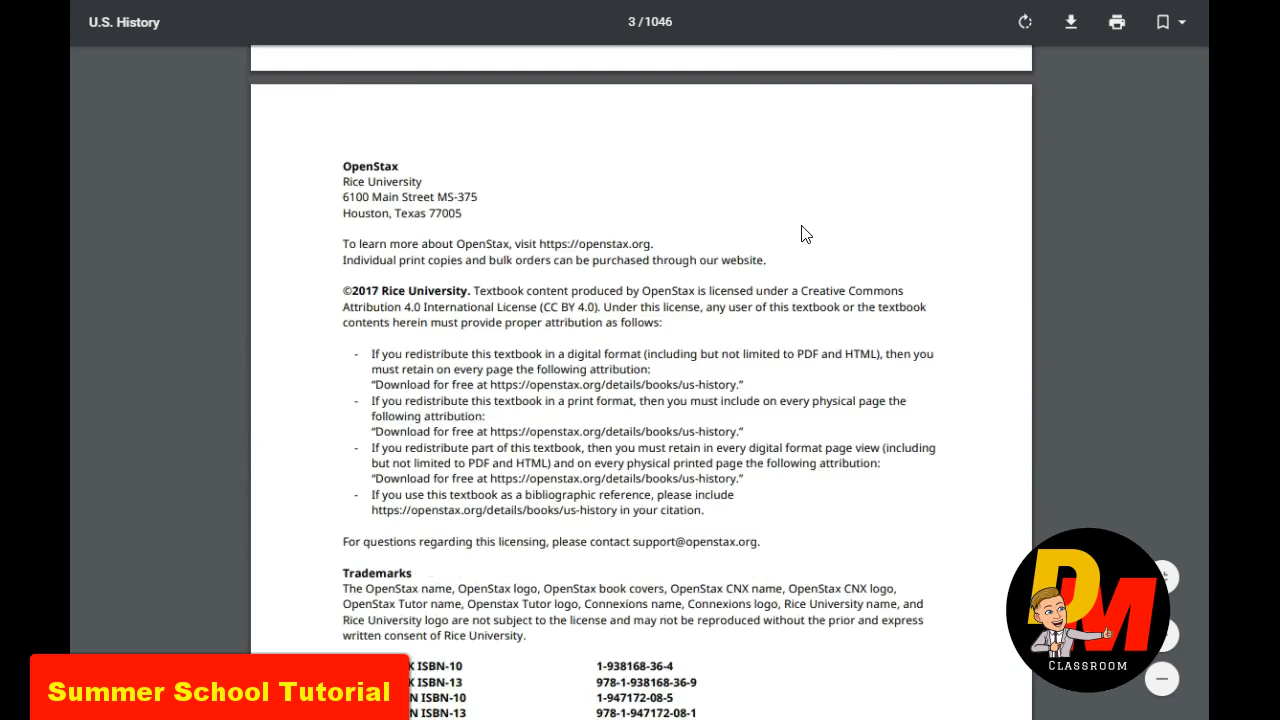 U.S. History
3 / 1046
OpenStax
Rice University
6100 Main Street MS-375
Houston, Texas 77005
To learn more about OpenStax, visit https://openstax.org.
Individual print copies and bulk orders can be purchased through our website.
©2017 Rice University. Textbook content produced by OpenStax is licensed under a Creative Commons
Attribution 4.0 International License (CC BY 4.0). Under this license, any user of this textbook or the textbook
contents herein must provide proper attribution as follows:
- If you redistribute this textbook in a digital format (including but not limited to PDF and HTML), then you
must retain on every page the following attribution:
“Download for free at https://openstax.org/details/books/us-history.”
- If you redistribute this textbook in a print format, then you must include on every physical page the
following attribution:
“Download for free at https://openstax.org/details/books/us-history.”
- If you redistribute part of this textbook, then you must retain in every digital format page view (including
but not limited to PDF and HTML) and on every physical printed page the following attribution:
“Download for free at https://openstax.org/details/books/us-history.”
- If you use this textbook as a bibliographic reference, please include
https://openstax.org/details/books/us-history in your citation.
For questions regarding this licensing, please contact support@openstax.org.
Trademarks
The OpenStax name, OpenStax logo, OpenStax book covers, OpenStax CNX name, OpenStax CNX logo,
OpenStax Tutor name, Openstax Tutor logo, Connexions name, Connexions logo, Rice University name, and
Rice University logo are not subject to the license and may not be reproduced without the prior and express
written consent of Rice University.
ISBN-10 1-938168-36-4
ISBN-13 978-1-938168-36-9
ISBN-10 1-947172-08-5
ISBN-13 978-1-947172-08-1
DM
CLASSROOM
Summer School Tutorial